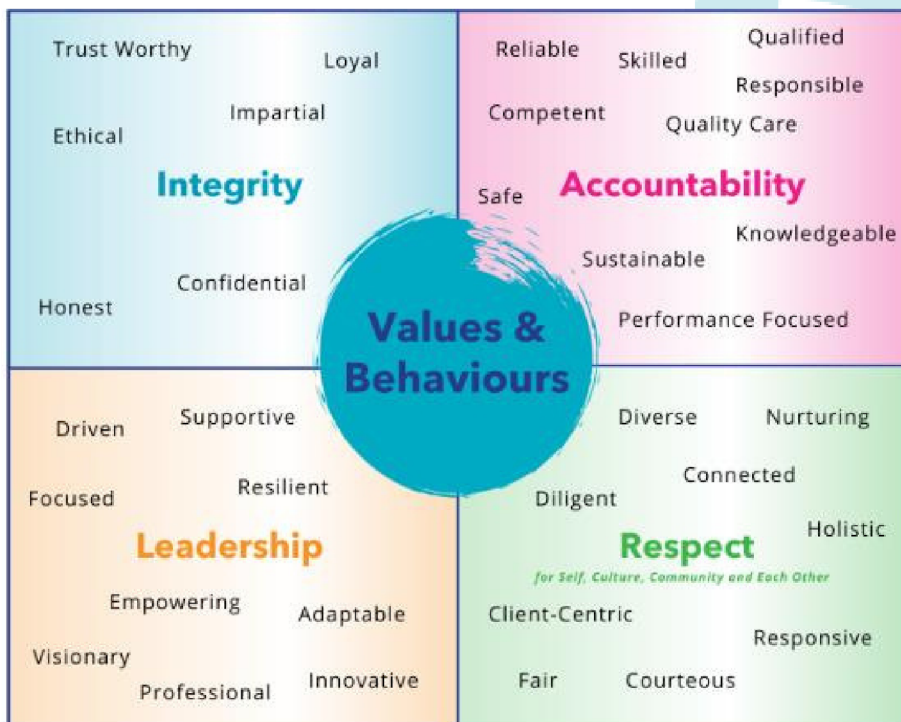 Trust Worthy
Loyal
Impartial
Ethical
Integrity
Confidential
Honest
Reliable
Skilled
Qualified
Responsible
Competent
Quality Care
Safe
Accountability
Knowledgeable
Sustainable
Performance Focused
Values &
Behaviours
Driven
Supportive
Resilient
Focused
Leadership
Empowering
Adaptable
Visionary
Professional
Innovative
Diverse
Nurturing
Connected
Diligent
Holistic
Respect
for Self, Culture, Community and Each Other
Client-Centric
Responsive
Fair
Courteous